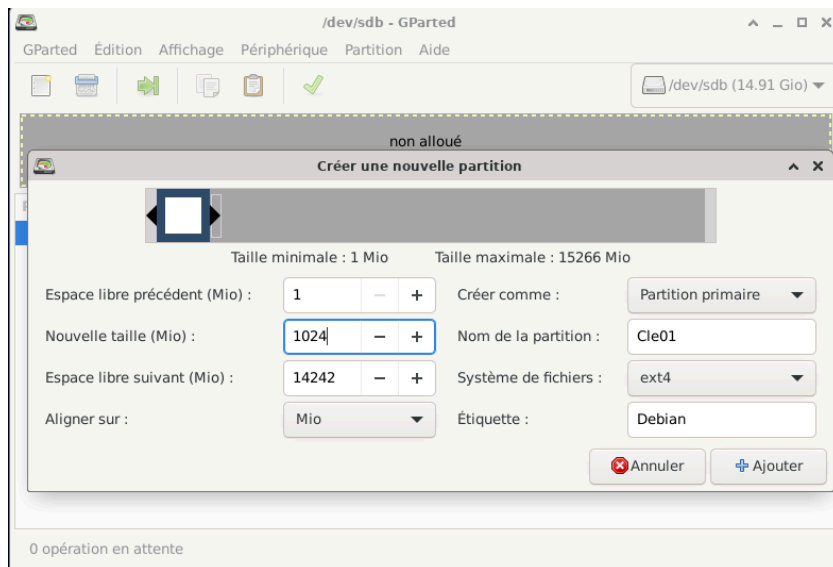 /dev/sdb - GParted
GParted Édition Affichage Périphérique Partition Aide
/dev/sdb (14.91 Gio)
non alloué
Créer une nouvelle partition
Taille minimale : 1 Mio Taille maximale : 15266 Mio
Espace libre précédent (Mio) : 1 Créer comme : Partition primaire
Nouvelle taille (Mio) : 1024 Nom de la partition : Cle01
Espace libre suivant (Mio) : 14242 Système de fichiers : ext4
Aligner sur : Mio Étiquette : Debian
Annuler Ajouter
0 opération en attente